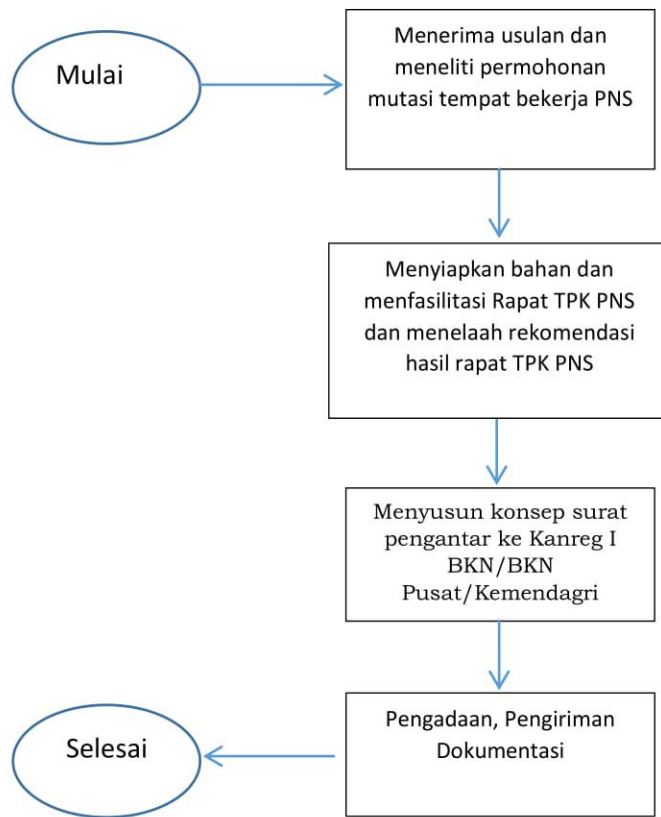 Mulai
Menerima usulan dan
meneliti permohonan
mutasi tempat bekerja PNS
Menyiapkan bahan dan
menfasilitasi Rapat TPK PNS
dan menelaah rekomendasi
hasil rapat TPK PNS
Menyusun konsep surat
pengantar ke Kanreg I
BKN/BKN
Pusat/Kemendagri
Pengadaan, Pengiriman
Dokumentasi
Selesai